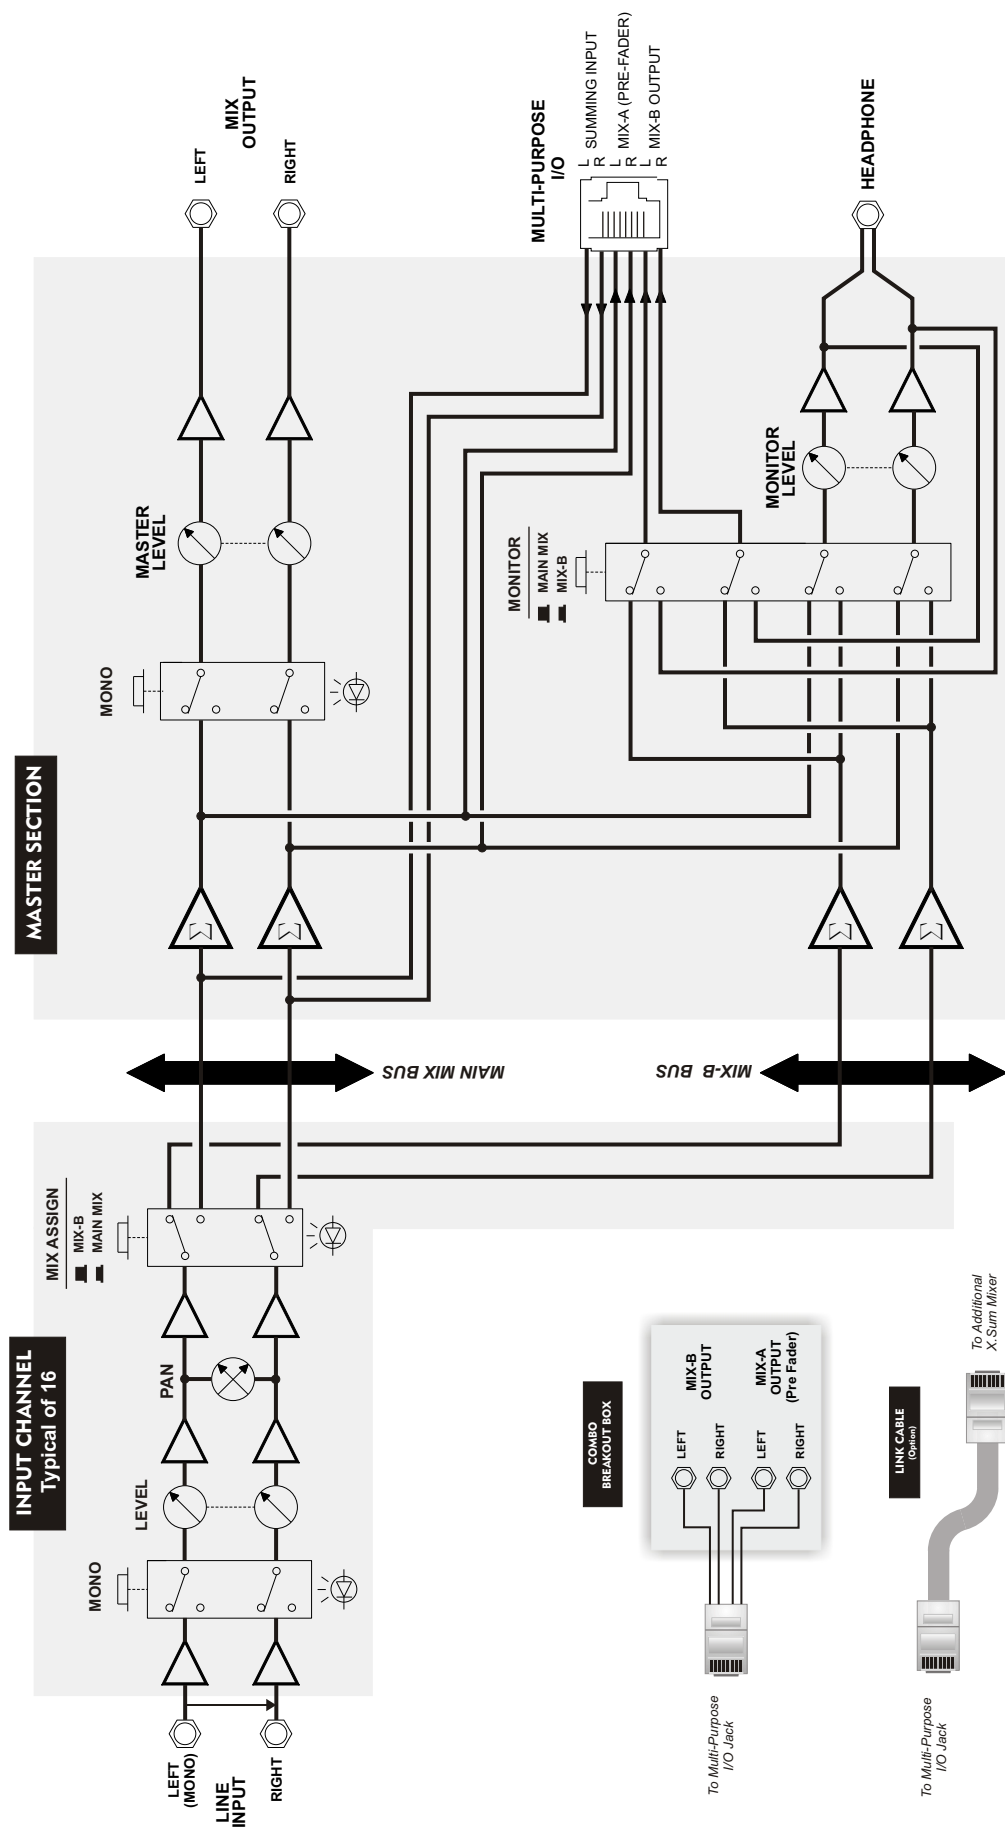 INPUT CHANNEL
Typical of 16
LEFT
(MONO)
LINE
INPUT
RIGHT
MONO
LEVEL
PAN
MIX ASSIGN
MIX-B
MAIN MIX
MAIN MIX BUS
MIX-B BUS
MASTER SECTION
MONO
MASTER
LEVEL
LEFT
MIX
OUTPUT
RIGHT
MULTI-PURPOSE
I/O
L
SUMMING INPUT
R
L
MIX-A (PRE-FADER)
R
L
MIX-B OUTPUT
R
MONITOR
MAIN MIX
MIX-B
MONITOR
LEVEL
HEADPHONE
COMBO
BREAKOUT BOX
LEFT
RIGHT
MIX-B
OUTPUT
LEFT
RIGHT
MIX-A
OUTPUT
(Pre Fader)
To Multi-Purpose
I/O Jack
LINK CABLE
(Option)
To Multi-Purpose
I/O Jack
To Additional
X.Sum Mixer
Σ
Σ
Σ
Σ